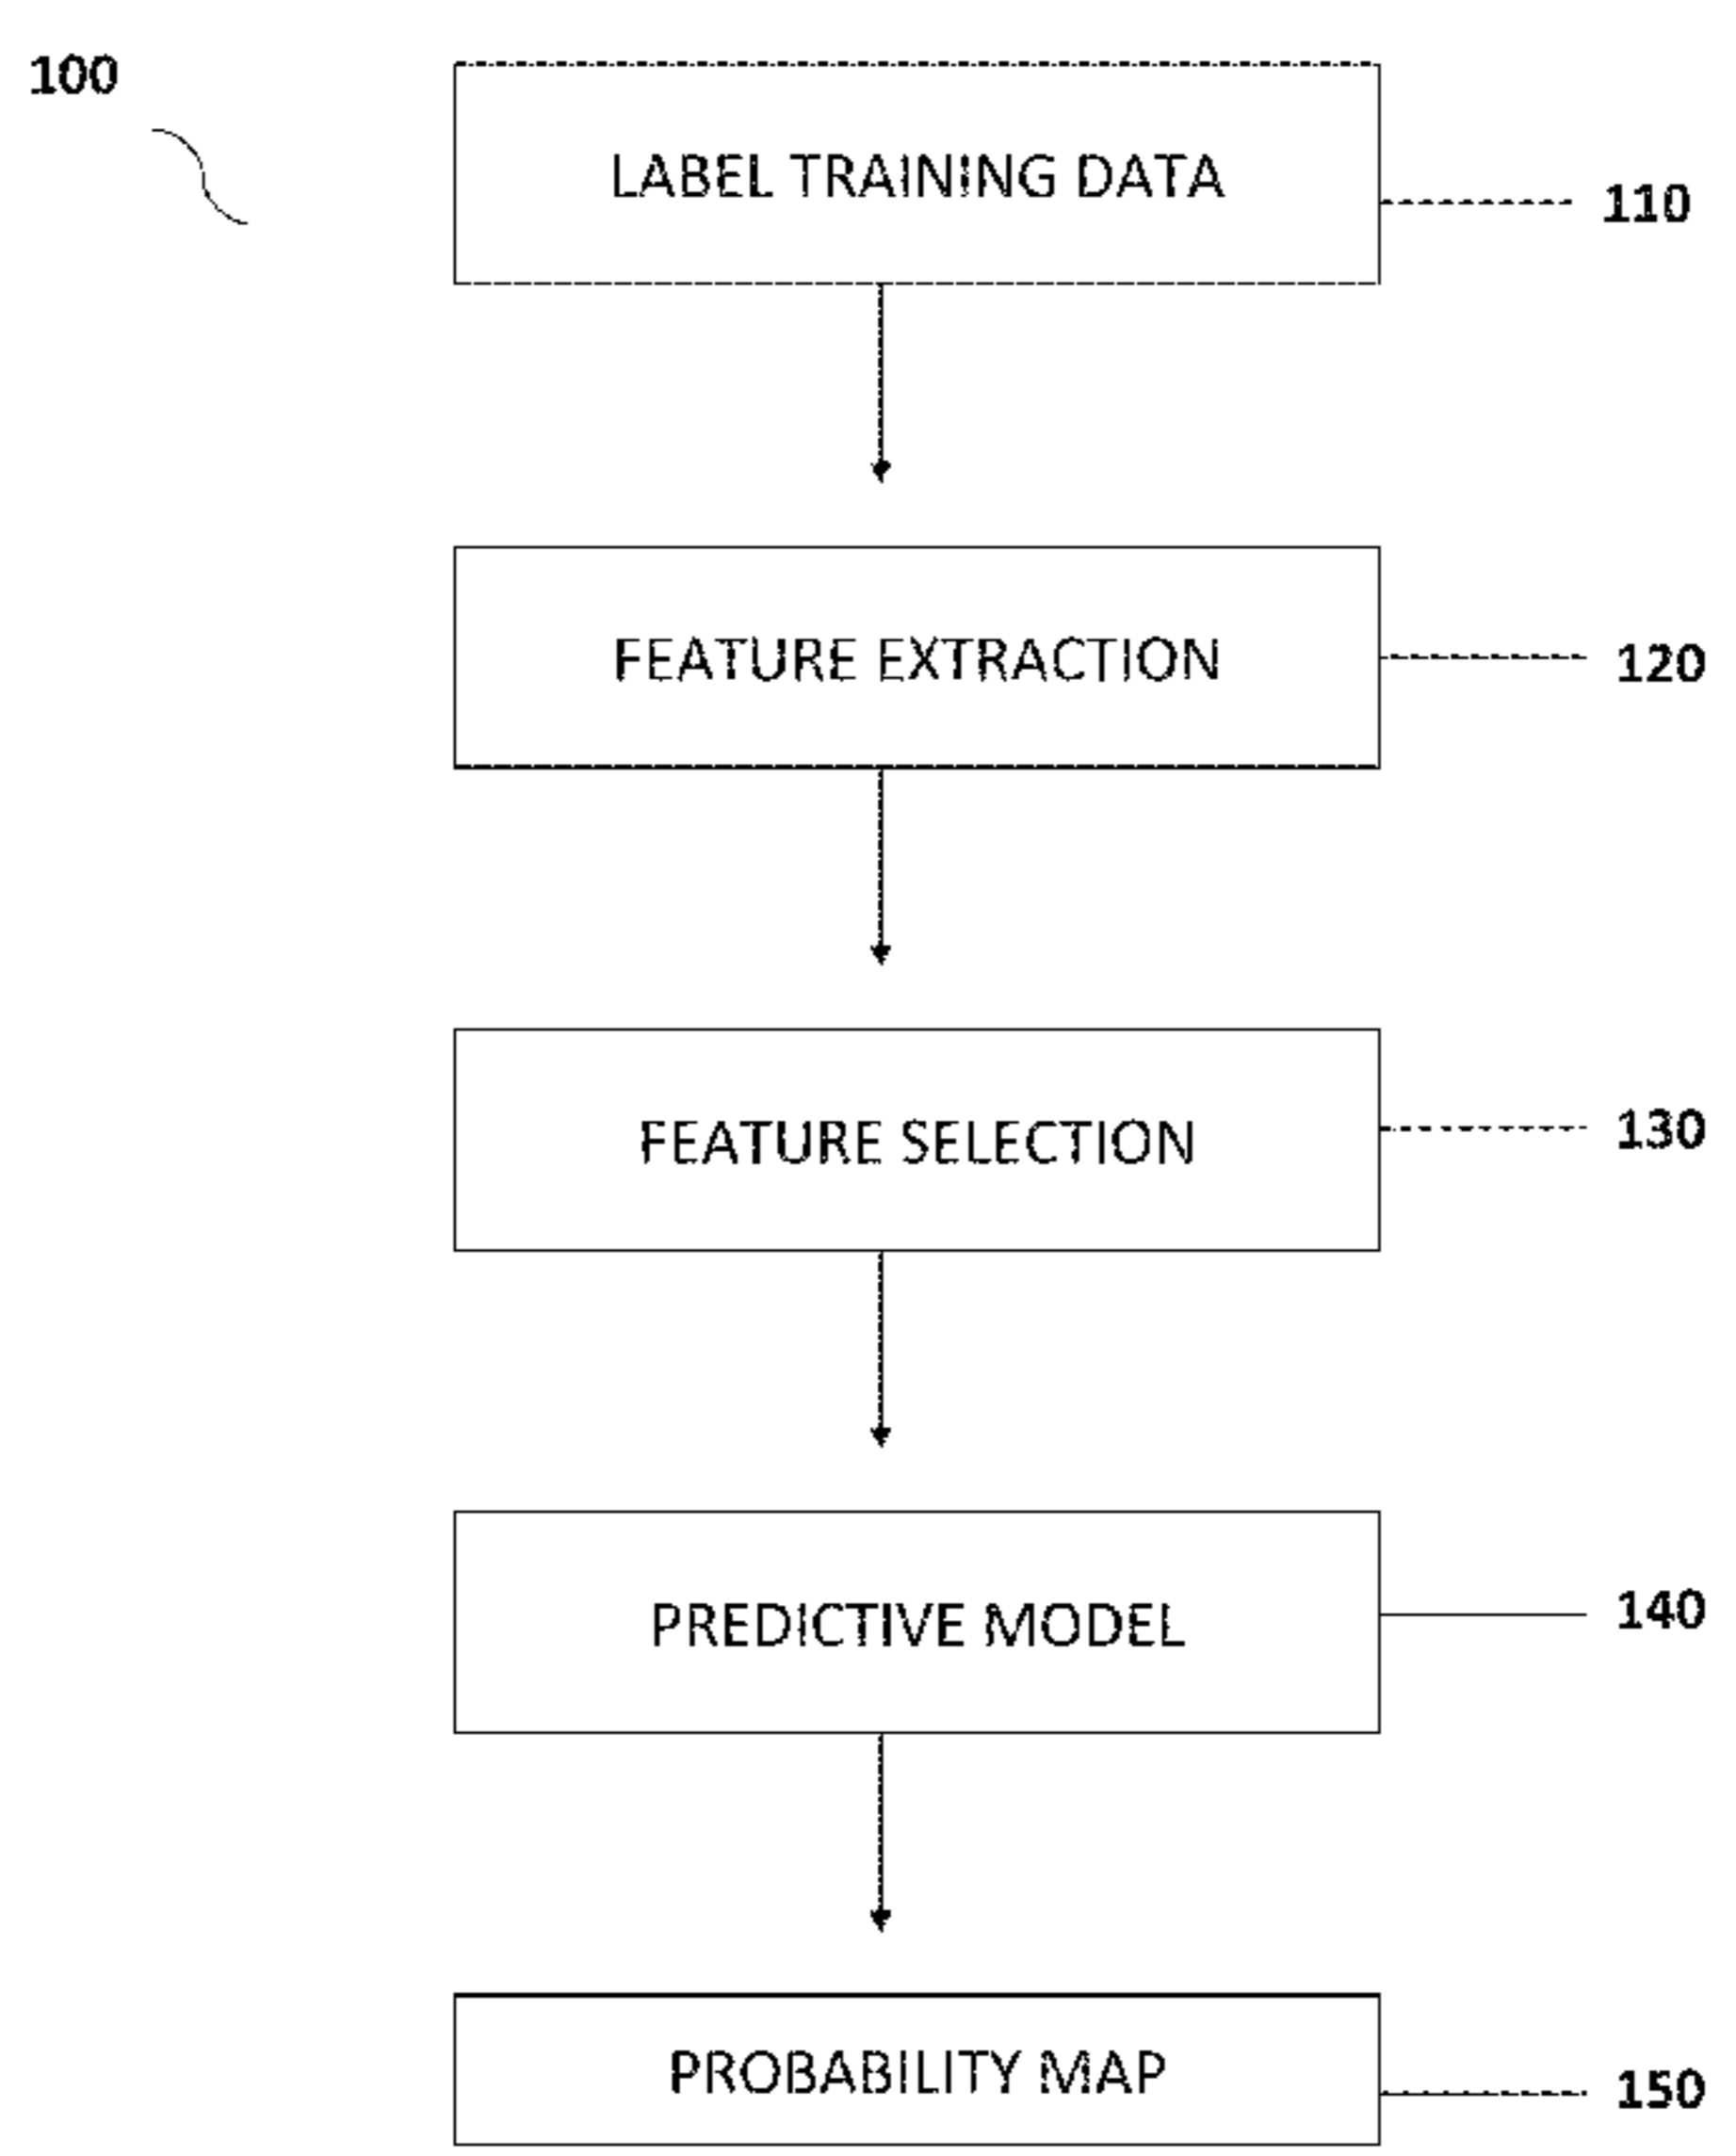 100
LABEL TRAINING DATA
110
FEATURE EXTRACTION
120
FEATURE SELECTION
130
PREDICTIVE MODEL
140
PROBABILITY MAP
150